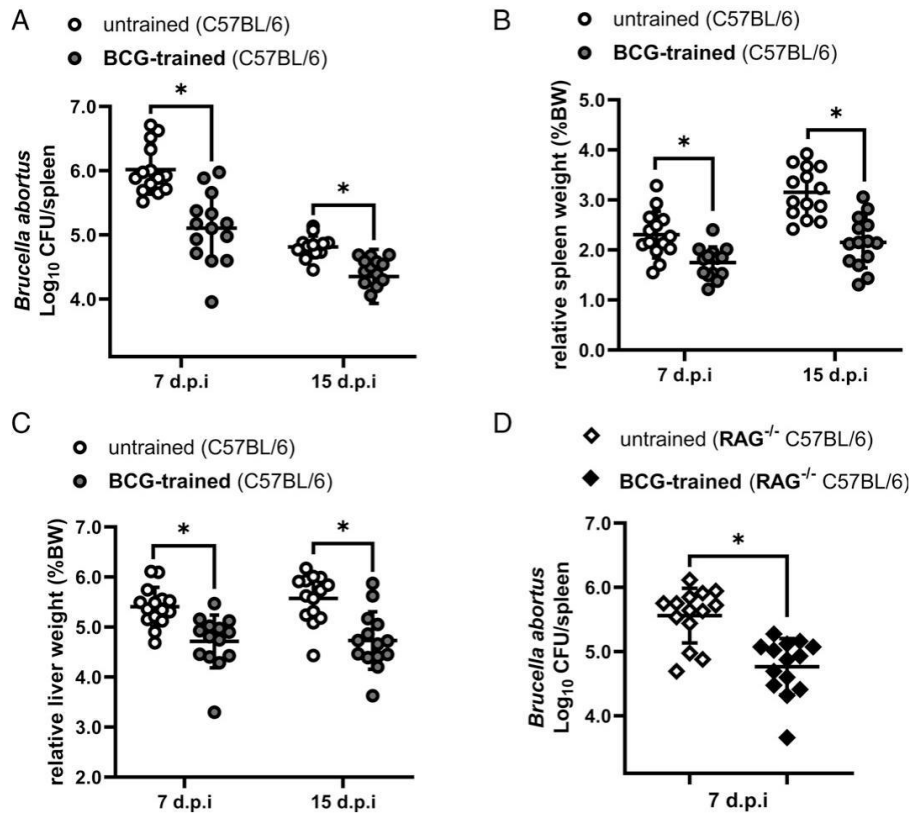 A
untrained (C57BL/6)
BCG-trained (C57BL/6)
*
*
Brucella abortus
Log10 CFU/spleen
7.0
6.0
5.0
4.0
7 d.p.i
15 d.p.i
B
untrained (C57BL/6)
BCG-trained (C57BL/6)
*
*
relative spleen weight (%BW)
5.0
4.0
3.0
2.0
1.0
0.0
7 d.p.i
15 d.p.i
C
untrained (C57BL/6)
BCG-trained (C57BL/6)
*
*
relative liver weight (%BW)
7.0
6.0
5.0
4.0
3.0
2.0
7 d.p.i
15 d.p.i
D
untrained (RAG-/- C57BL/6)
BCG-trained (RAG-/- C57BL/6)
*
Brucella abortus
Log10 CFU/spleen
7.0
6.0
5.0
4.0
7 d.p.i